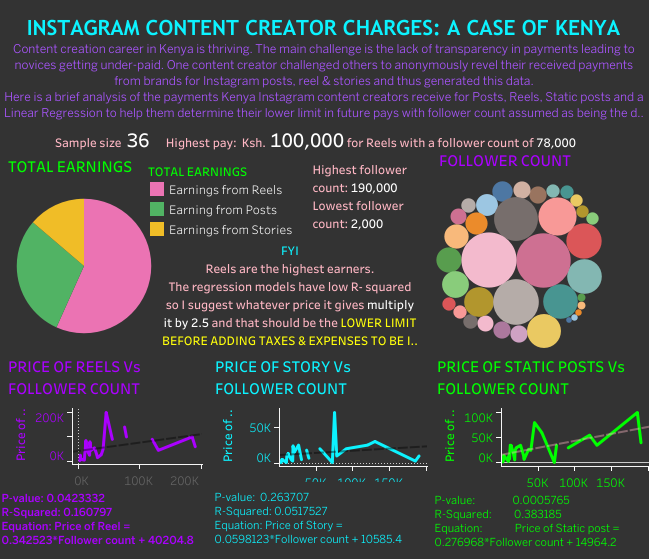 INSTAGRAM CONTENT CREATOR CHARGES: A CASE OF KENYA
Content creation career in Kenya is thriving. The main challenge is the lack of transparency in payments leading to
novices getting under-paid. One content creator challenged others to anonymously revel their received payments
from brands for Instagram posts, reel & stories and thus generated this data.
Here is a brief analysis of the payments Kenya Instagram content creators receive for Posts, Reels, Static posts and a
Linear Regression to help them determine their lower limit in future pays with follower count assumed as being the d..
Sample size 36 Highest pay: Ksh. 100,000 for Reels with a follower count of 78,000
TOTAL EARNINGS
TOTAL EARNINGS
Earnings from Reels
Earnings from Posts
Earnings from Stories
Highest follower
count: 190,000
Lowest follower
count: 2,000
FOLLOWER COUNT
FYI
Reels are the highest earners.
The regression models have low R- squared
so I suggest whatever price it gives multiply
it by 2.5 and that should be the LOWER LIMIT
BEFORE ADDING TAXES & EXPENSES TO BE I..
PRICE OF REELS Vs
FOLLOWER COUNT
Price of ..
200K
0K
0K 100K 200K
P-value: 0.0423332
R-Squared: 0.160797
Equation: Price of Reel =
0.342523*Follower count + 40204.8
PRICE OF STORY Vs
FOLLOWER COUNT
Price of ..
50K
0K
50K 100K 150K
P-value: 0.263707
R-Squared: 0.0517527
Equation: Price of Story =
0.0598123*Follower count + 10585.4
PRICE OF STATIC POSTS Vs
FOLLOWER COUNT
Price of ..
100K
50K
0K
50K 100K 150K
P-value: 0.0005765
R-Squared: 0.383185
Equation: Price of Static post =
0.276968*Follower count + 14964.2